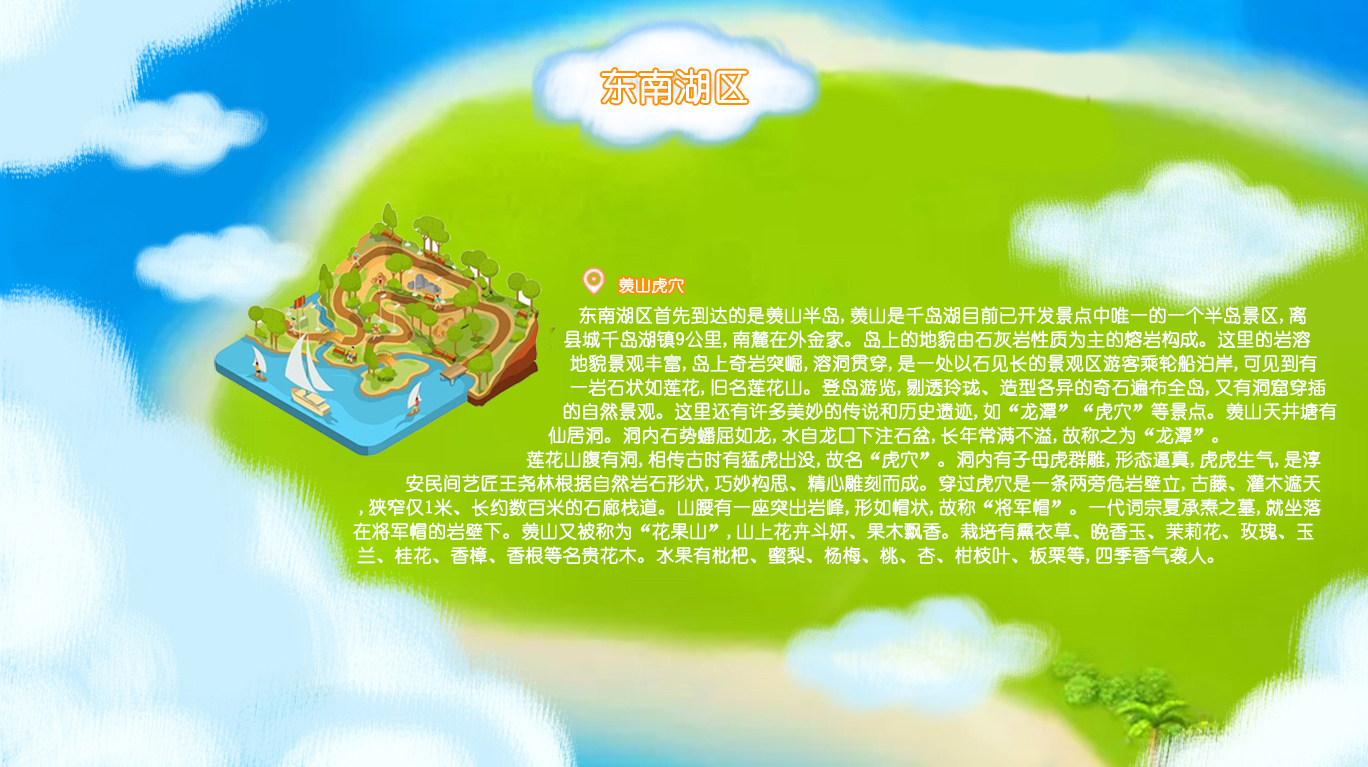 东南湖区
羡山虎穴
东南湖区首先到达的是羡山半岛,羡山是千岛湖目前已开发景点中唯一的一个半岛景区,离
县城千岛湖镇9公里,南麓在外金家。岛上的地貌由石灰岩性质为主的熔岩构成。这里的岩溶
地貌景观丰富,岛上奇岩突崛,溶洞贯穿,是一处以石见长的景观区游客乘轮船泊岸,可见到有
一岩石状如莲花,旧名莲花山。登岛游览,剔透玲珑、造型各异的奇石遍布全岛,又有洞窟穿插
的自然景观。这里还有许多美妙的传说和历史遗迹,如“龙潭”“虎穴”等景点。羡山天井塘有
仙居洞。洞内石势蟠屈如龙,水自龙口下注石盆,长年常满不溢,故称之为“龙潭”。
莲花山腹有洞,相传古时有猛虎出没,故名“虎穴”。洞内有子母虎群雕,形态逼真,虎虎生气,是淳
安民间艺匠王尧林根据自然岩石形状,巧妙构思、精心雕刻而成。穿过虎穴是一条两旁危岩壁立,古藤、灌木遮天
,狭窄仅1米、长约数百米的石廊栈道。山腰有一座突出岩峰,形如帽状,故称“将军帽”。一代词宗夏承焘之墓,就坐落
在将军帽的岩壁下。羡山又被称为“花果山”,山上花卉斗妍、果木飘香。栽培有熏衣草、晚香玉、茉莉花、玫瑰、玉
兰、桂花、香樟、香根等名贵花木。水果有枇杷、蜜梨、杨梅、桃、杏、柑枝叶、板栗等,四季香气袭人。